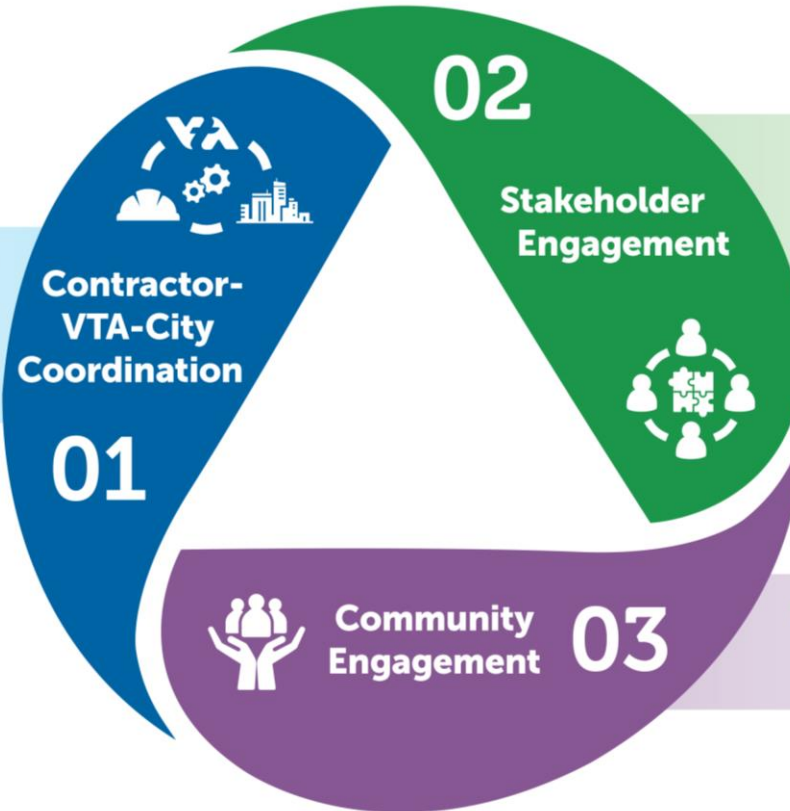 VTA
Contractor-
VTA-City
Coordination
01
02
Stakeholder
Engagement
Community
Engagement
03